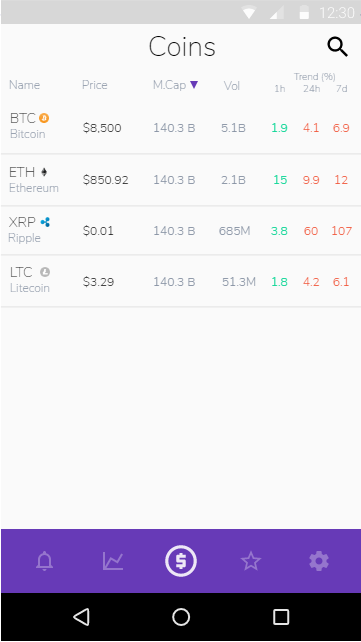 12:30
Coins
Name Price M.Cap Vol Trend (%)
1h 24h 7d
BTC $8,500 140.3 B 5.1B 1.9 4.1 6.9
Bitcoin
ETH $850.92 140.3 B 2.1B 15 9.9 12
Ethereum
XRP $0.01 140.3 B 685M 3.8 60 107
Ripple
LTC $3.29 140.3 B 51.3M 1.8 4.2 6.1
Litecoin